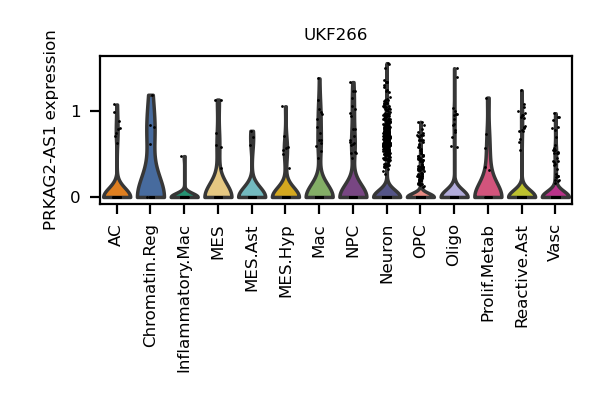 UKF266
PRKAG2-AS1 expression
1
0
AC
Chromatin.Reg
Inflammatory.Mac
MES
MES.Ast
MES.Hyp
Mac
NPC
Neuron
OPC
Oligo
Prolif.Metab
Reactive.Ast
Vasc